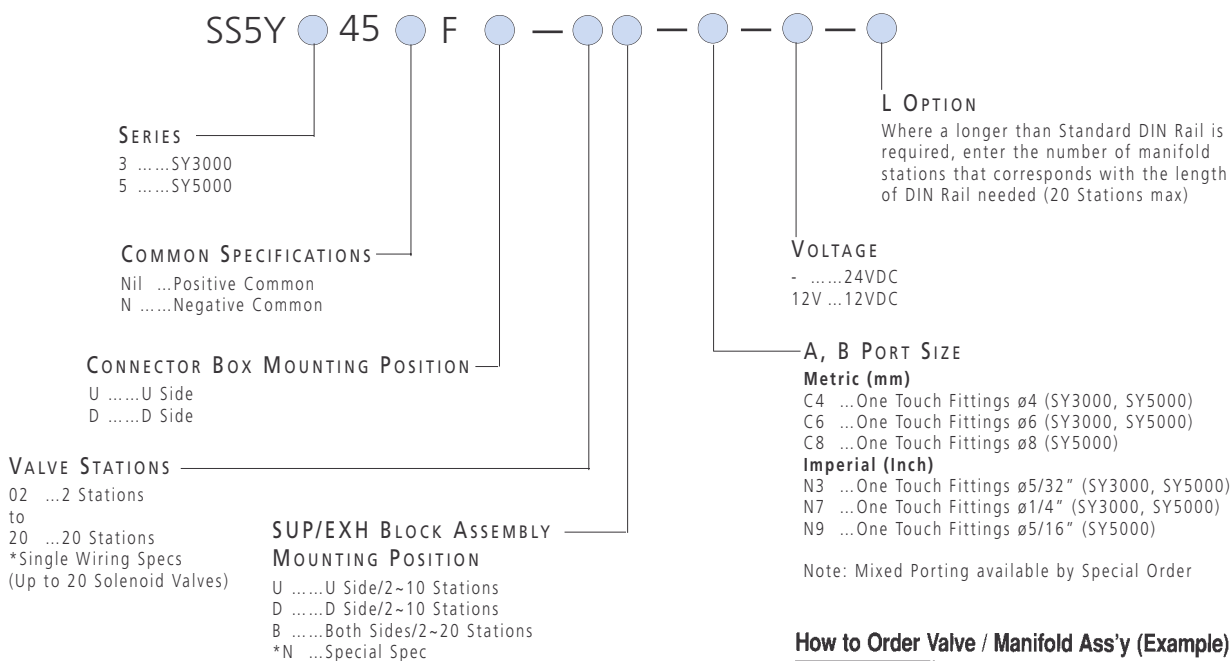 SS5Y 45 F — — — —
SERIES
3 ......SY3000
5 ......SY5000
COMMON SPECIFICATIONS
Nil ...Positive Common
N ......Negative Common
CONNECTOR BOX MOUNTING POSITION
U ......U Side
D ......D Side
VALVE STATIONS
02 ...2 Stations
to
20 ...20 Stations
*Single Wiring Specs
(Up to 20 Solenoid Valves)
SUP/EXH BLOCK ASSEMBLY
MOUNTING POSITION
U ......U Side/2~10 Stations
D ......D Side/2~10 Stations
B ......Both Sides/2~20 Stations
*N ...Special Spec
L OPTION
Where a longer than Standard DIN Rail is
required, enter the number of manifold
stations that corresponds with the length
of DIN Rail needed (20 Stations max)
VOLTAGE
- ......24VDC
12V ...12VDC
A, B PORT SIZE
Metric (mm)
C4 ...One Touch Fittings ø4 (SY3000, SY5000)
C6 ...One Touch Fittings ø6 (SY3000, SY5000)
C8 ...One Touch Fittings ø8 (SY5000)
Imperial (Inch)
N3 ...One Touch Fittings ø5/32" (SY3000, SY5000)
N7 ...One Touch Fittings ø1/4" (SY3000, SY5000)
N9 ...One Touch Fittings ø5/16" (SY5000)
Note: Mixed Porting available by Special Order
How to Order Valve / Manifold Ass'y (Example)